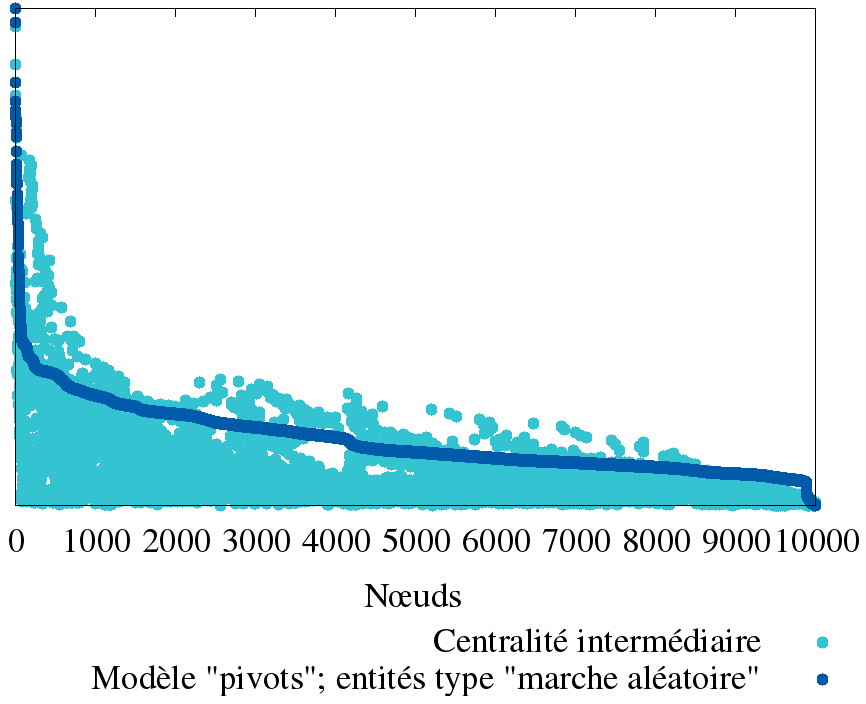 0 1000 2000 3000 4000 5000 6000 7000 8000 9000 10000
Nœuds
Centralité intermédiaire
Modèle "pivots"; entités type "marche aléatoire"